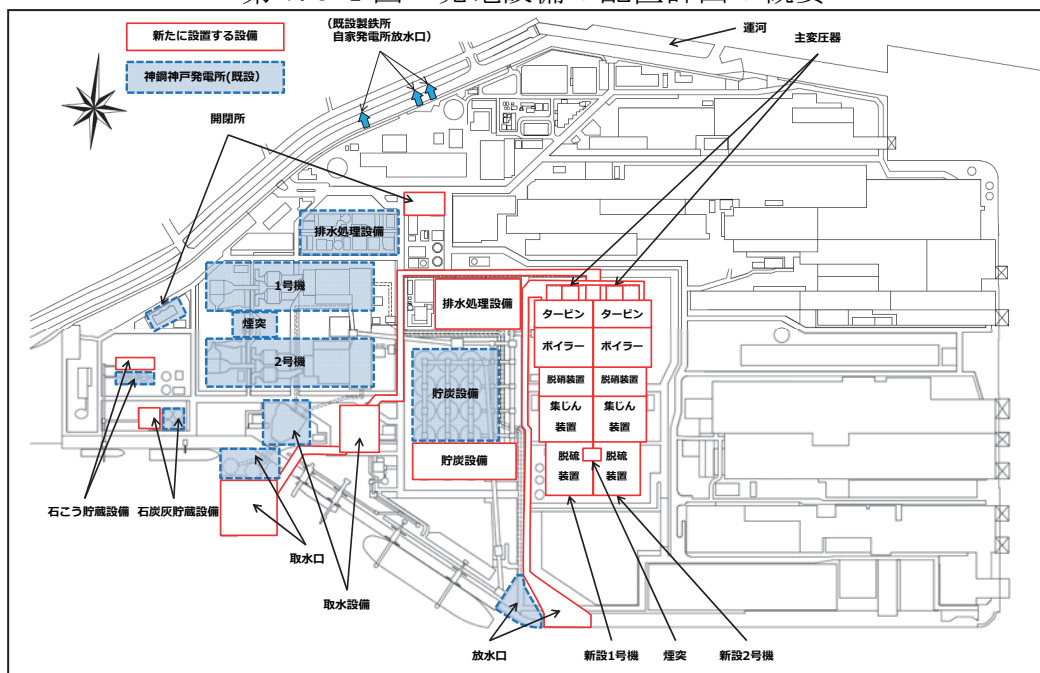 新たに設置する設備
神鋼神戸発電所(既設)
(既設製鉄所
自家発電所放水口)
運河
主変圧器
開閉所
排水処理設備
1号機
煙突
2号機
排水処理設備
タービン
タービン
ボイラー
ボイラー
脱硝装置
脱硝装置
集じん
装置
集じん
装置
脱硫
装置
脱硫
装置
貯炭設備
貯炭設備
石こう貯蔵設備
石炭灰貯蔵設備
取水口
取水設備
放水口
新設1号機
煙突
新設2号機